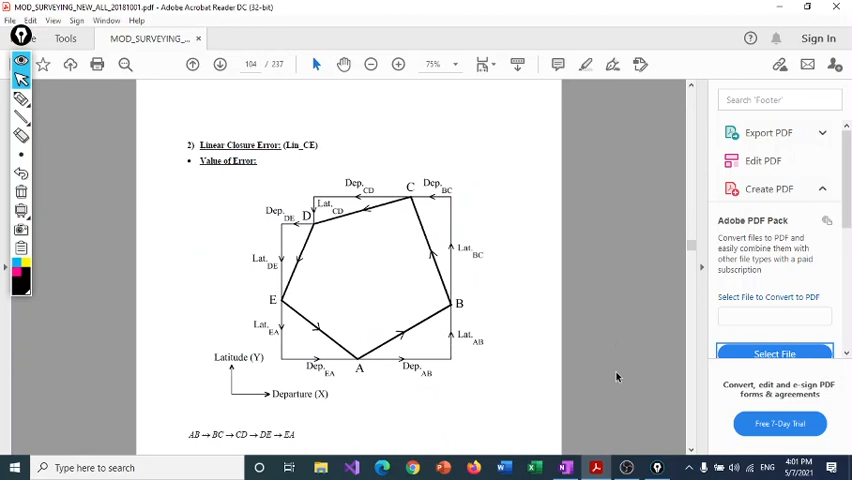 MOD_SURVEYING_NEW_ALL_20181001.pdf - Adobe Acrobat Reader DC (32-bit)
File Edit View Sign Window Help
Tools
MOD_SURVEYING_... ×
Sign In
104 / 237
75%
2) Linear Closure Error: (Lin_CE)
• Value of Error:
Dep.CD
C
Dep.BC
Dep.DE
D
Lat.CD
Lat.DE
Lat.BC
E
B
Lat.EA
Lat.AB
Latitude (Y)
Dep.EA
A
Dep.AB
Departure (X)
AB → BC → CD → DE → EA
Search 'Footer'
Export PDF
Edit PDF
Create PDF
Adobe PDF Pack
Convert files to PDF and
easily combine them with
other file types with a paid
subscription
Select File to Convert to PDF
Select File
Convert, edit and e-sign PDF
forms & agreements
Free 7-Day Trial
Type here to search
ENG
4:01 PM
5/7/2021